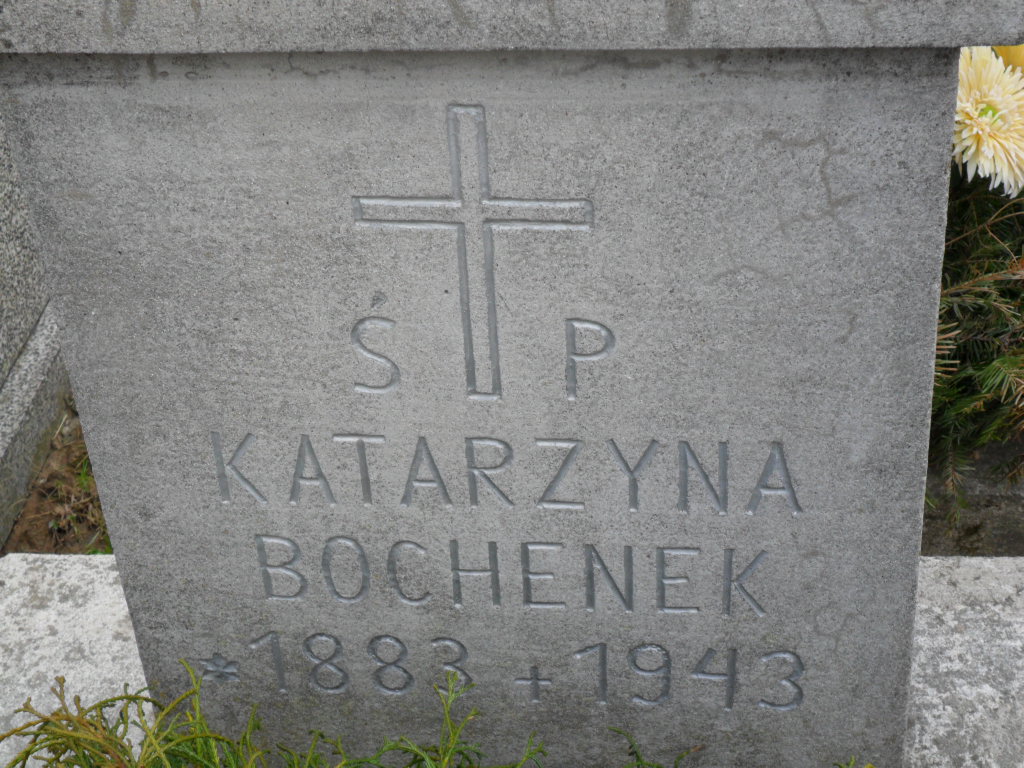 Ś P
KATARZYNA
BOCHENEK
* 1883 + 1943